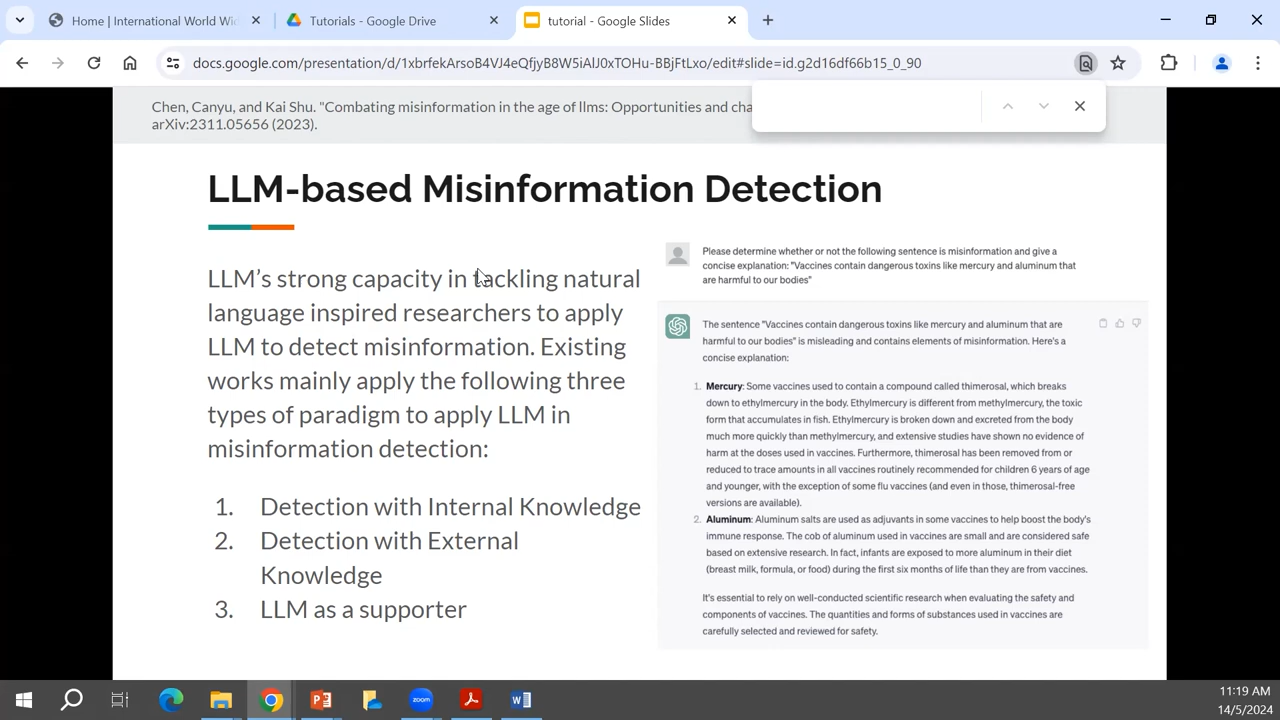 Home | International World Wid
Tutorials - Google Drive
tutorial - Google Slides
docs.google.com/presentation/d/1xbrfekArsoB4VJ4eQfjyB8W5iAlJ0xTOHu-BBjFtLxo/edit#slide=id.g2d16df66b15_0_90
Chen, Canyu, and Kai Shu. "Combating misinformation in the age of llms: Opportunities and cha
arXiv:2311.05656 (2023).
LLM-based Misinformation Detection
LLM's strong capacity in tackling natural
language inspired researchers to apply
LLM to detect misinformation. Existing
works mainly apply the following three
types of paradigm to apply LLM in
misinformation detection:
1. Detection with Internal Knowledge
2. Detection with External
Knowledge
3. LLM as a supporter
Please determine whether or not the following sentence is misinformation and give a
concise explanation: "Vaccines contain dangerous toxins like mercury and aluminum that
are harmful to our bodies"
The sentence "Vaccines contain dangerous toxins like mercury and aluminum that are
harmful to our bodies" is misleading and contains elements of misinformation. Here's a
concise explanation:
1. Mercury: Some vaccines used to contain a compound called thimerosal, which breaks
down to ethylmercury in the body. Ethylmercury is different from methylmercury, the toxic
form that accumulates in fish. Ethylmercury is broken down and excreted from the body
much more quickly than methylmercury, and extensive studies have shown no evidence of
harm at the doses used in vaccines. Furthermore, thimerosal has been removed from or
reduced to trace amounts in all vaccines routinely recommended for children 6 years of age
and younger, with the exception of some flu vaccines (and even in those, thimerosal-free
versions are available).
2. Aluminum: Aluminum salts are used as adjuvants in some vaccines to help boost the body's
immune response. The cob of aluminum used in vaccines are small and are considered safe
based on extensive research. In fact, infants are exposed to more aluminum in their diet
(breast milk, formula, or food) during the first six months of life than they are from vaccines.
It's essential to rely on well-conducted scientific research when evaluating the safety and
components of vaccines. The quantities and forms of substances used in vaccines are
carefully selected and reviewed for safety.
zoom
11:19 AM
14/5/2024